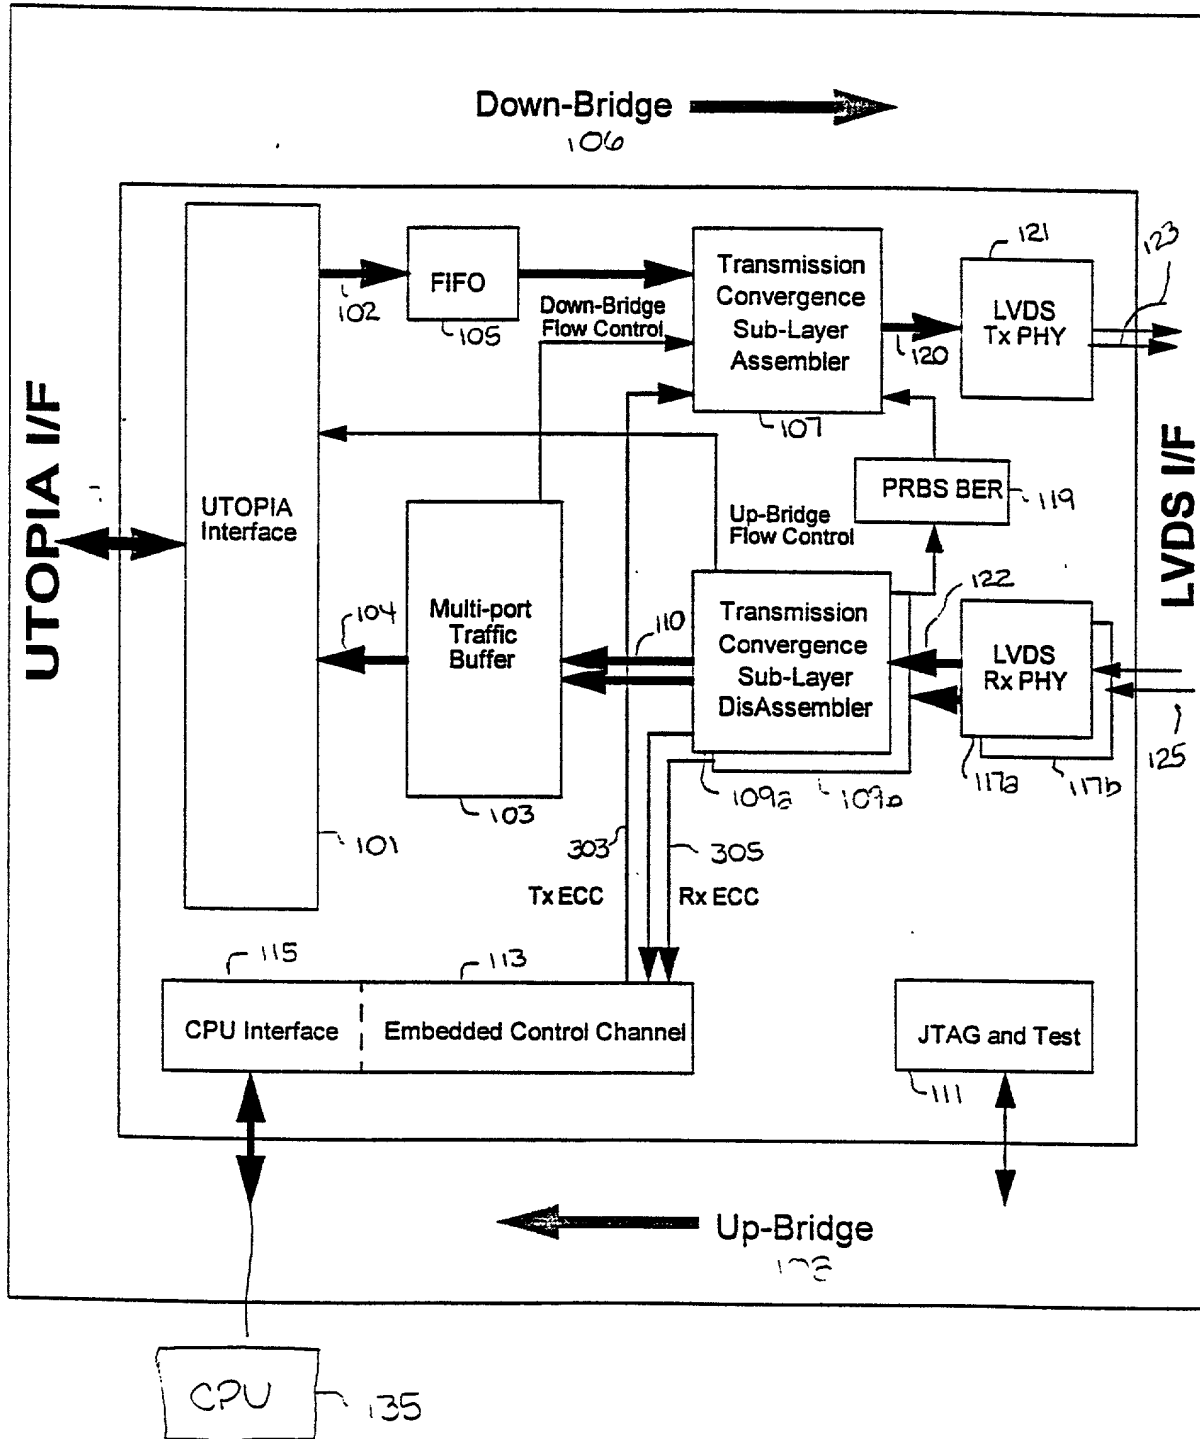 Down-Bridge
106
UTOPIA I/F
LVDS I/F
UTOPIA
Interface
101
102
FIFO
105
Down-Bridge
Flow Control
Transmission
Convergence
Sub-Layer
Assembler
107
120
121
LVDS
Tx PHY
123
PRBS BER
119
Up-Bridge
Flow Control
104
Multi-port
Traffic
Buffer
103
110
Transmission
Convergence
Sub-Layer
DisAssembler
109a
109b
122
LVDS
Rx PHY
117a
117b
125
303
305
Tx ECC
Rx ECC
115
113
CPU Interface
Embedded Control Channel
JTAG and Test
111
Up-Bridge
CPU
135